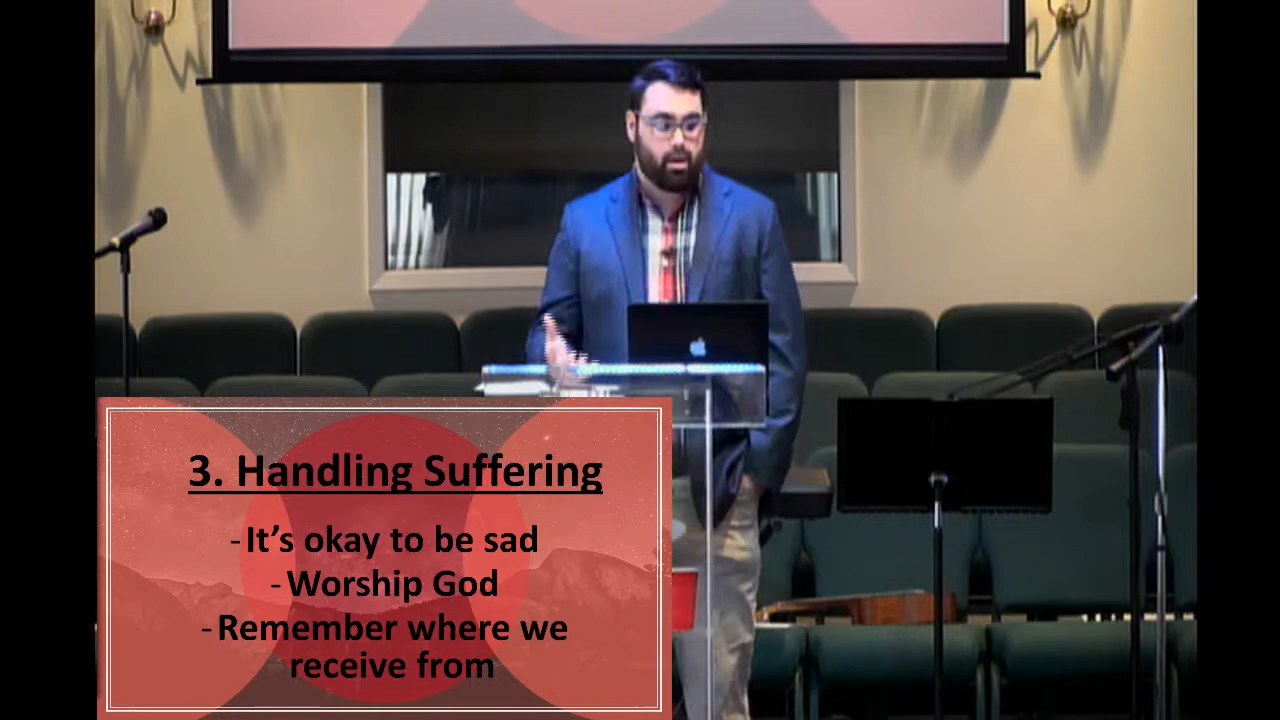 3. Handling Suffering
-It’s okay to be sad
-Worship God
-Remember where we
receive from